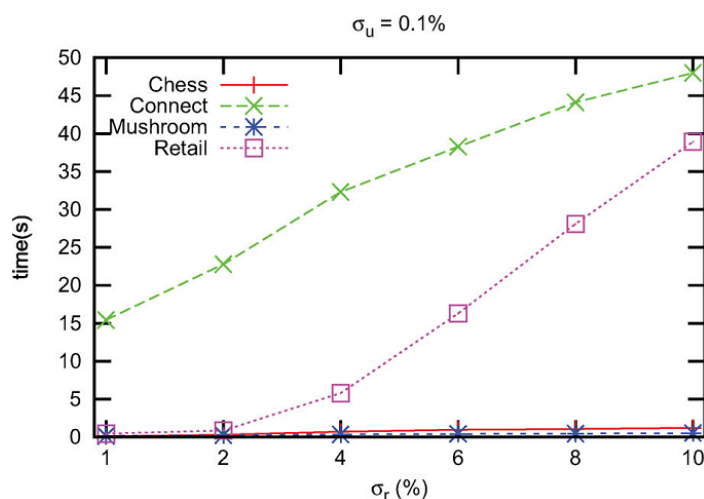 σu = 0.1%
50
45
40
35
30
25
20
15
10
5
0
time(s)
Chess
Connect
Mushroom
Retail
1 2 4 6 8 10
σr (%)